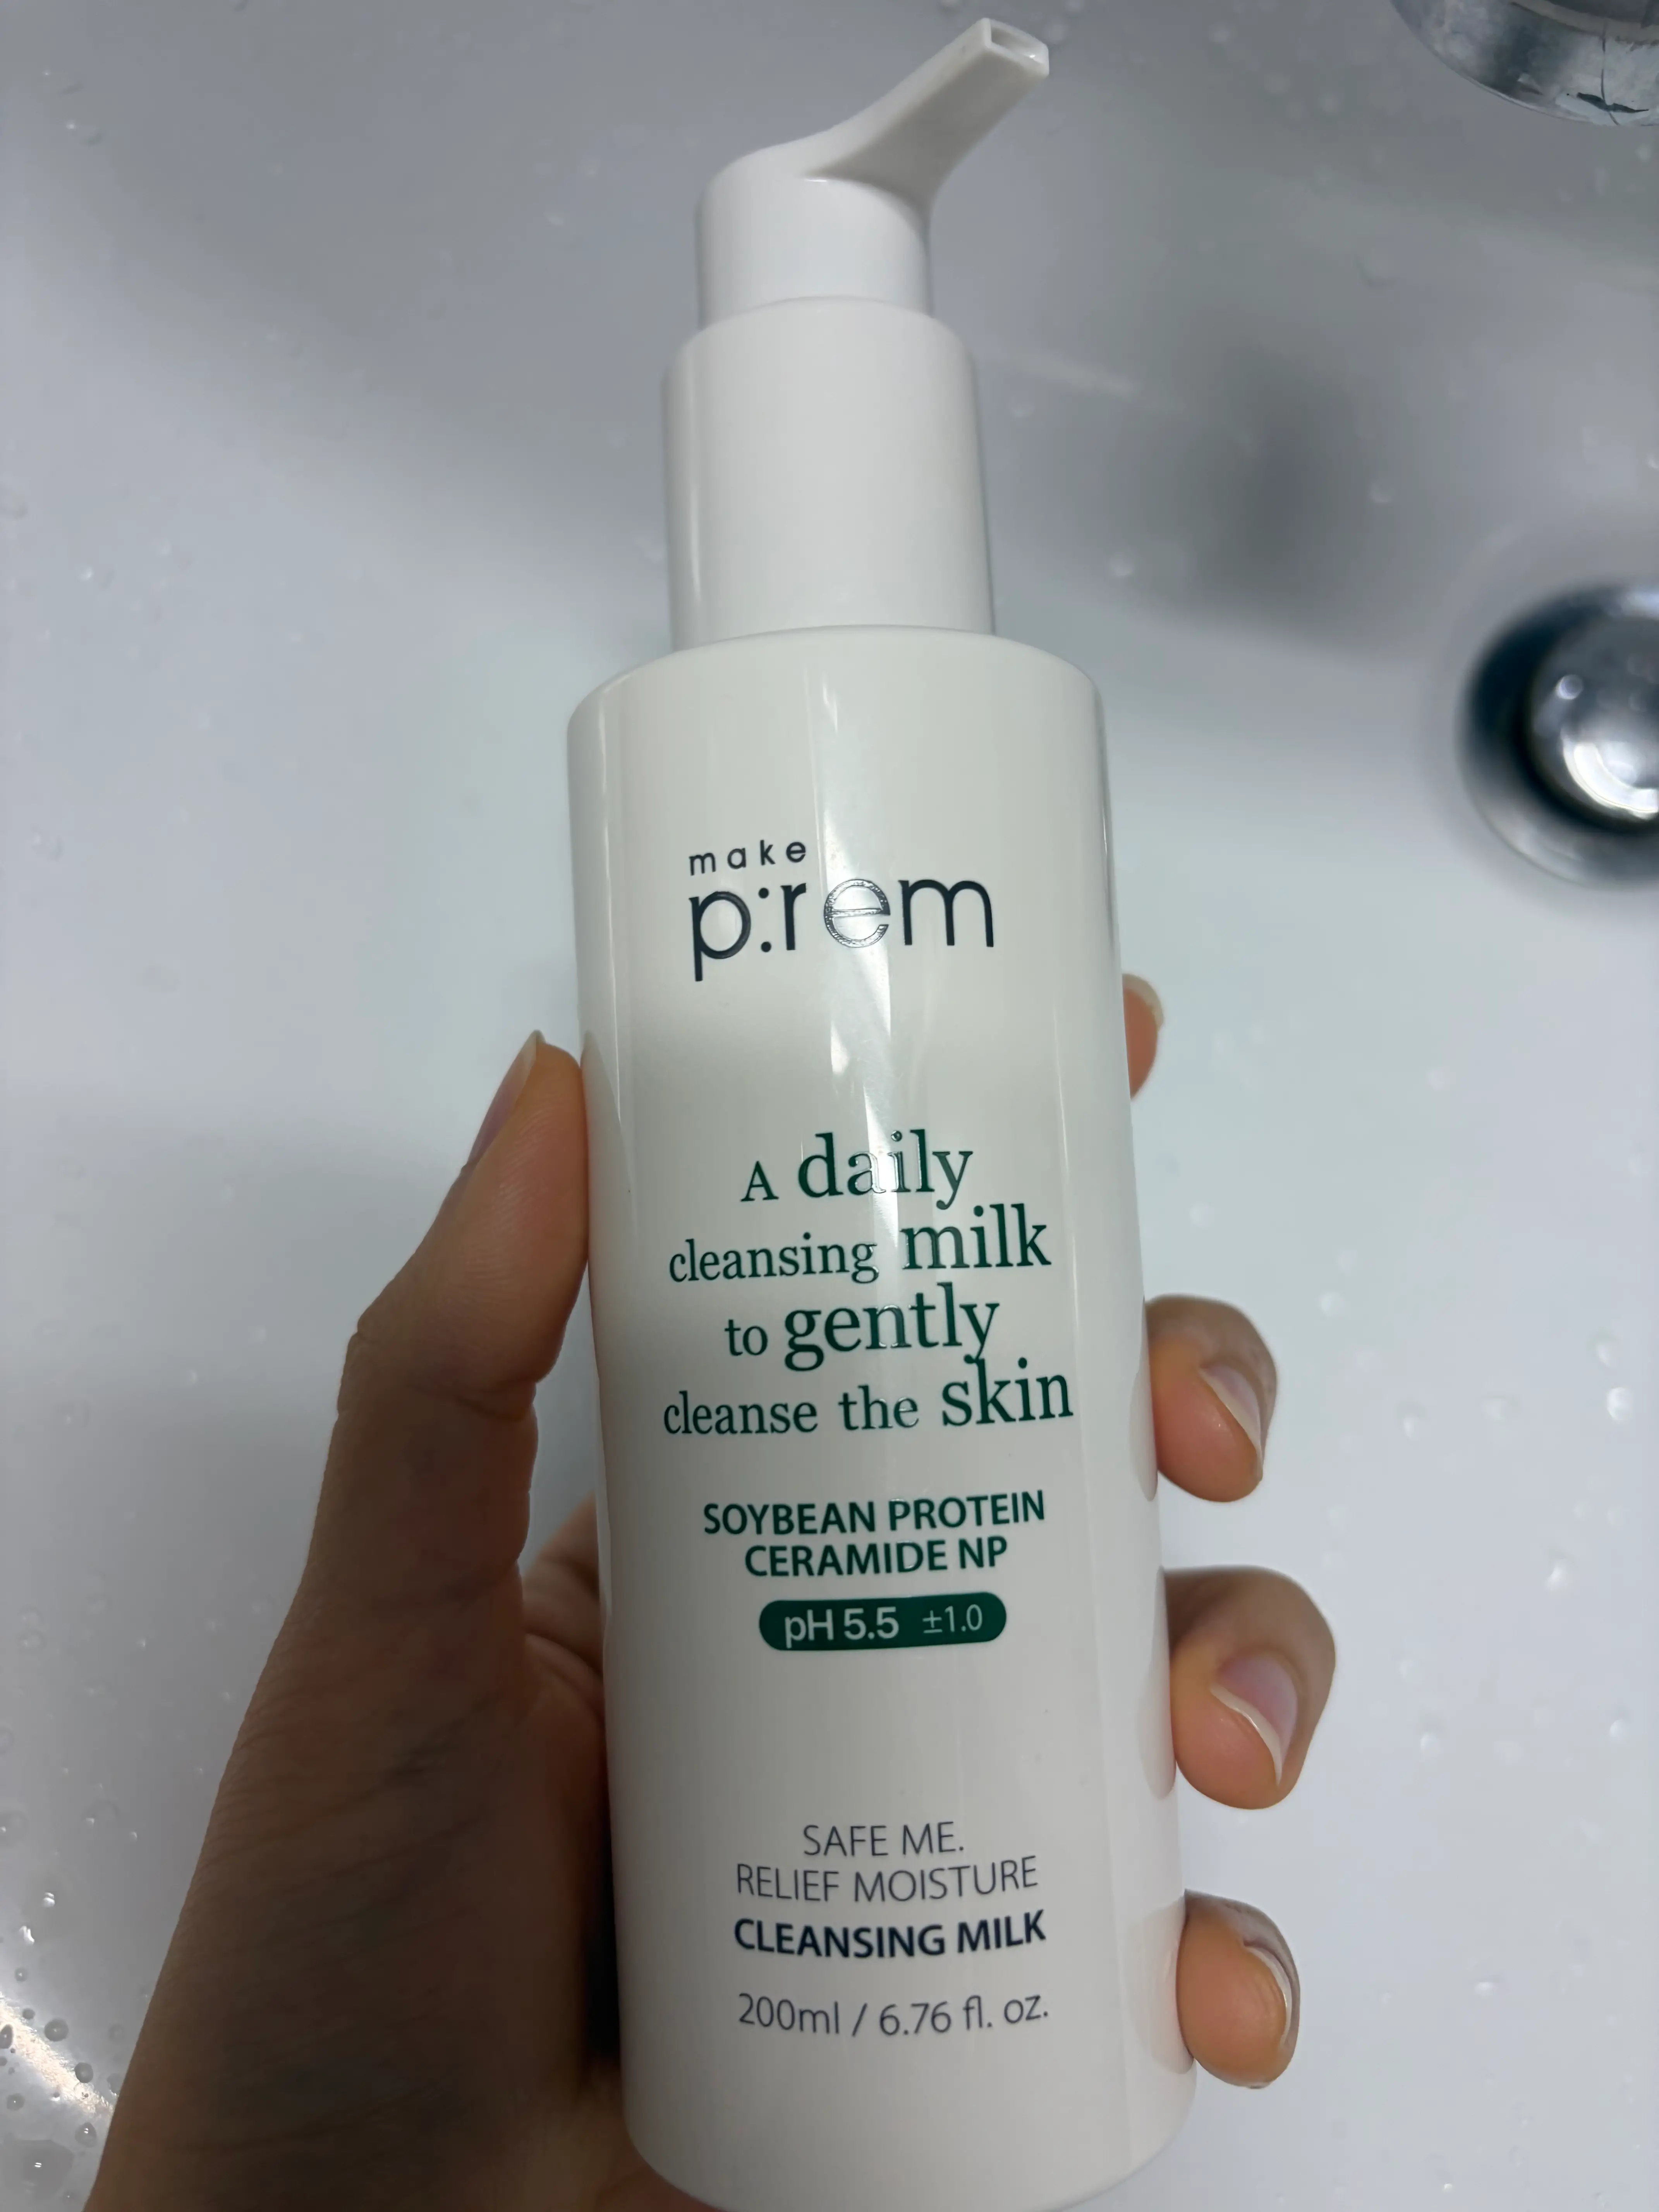 make
p:rem
A daily
cleansing milk
to gently
cleanse the skin
SOYBEAN PROTEIN
CERAMIDE NP
pH 5.5 ±1.0
SAFE ME.
RELIEF MOISTURE
CLEANSING MILK
200ml / 6.76 fl. oz.